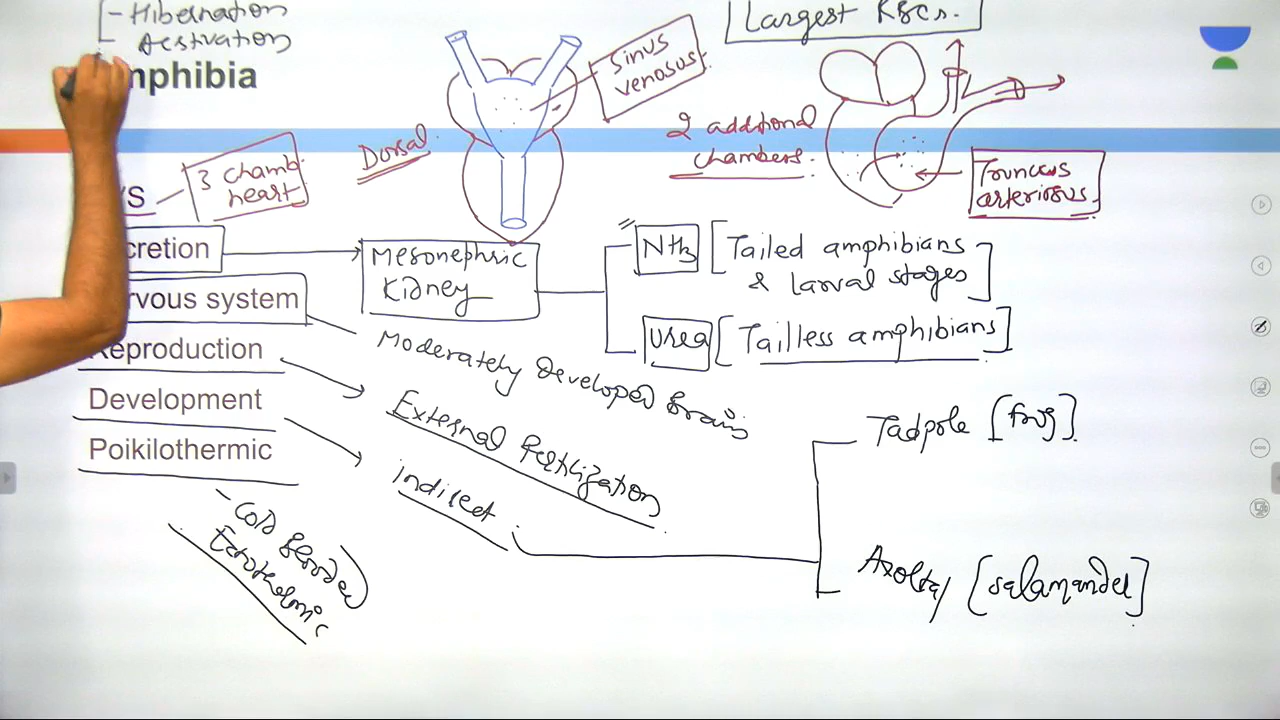 - Hibernation
- Aestivation
mphibia
Largest RBCs.
Sinus
venosus
Dorsal
2 additional
chambers.
Truncus
arteriosus
3 chamb
heart
cretion
Mesonephric
Kidney
NH3
Tailed amphibians
& larval stages
rvous system
Urea
Tailless amphibians
Moderately developed brain
Reproduction
External fertilization
Development
indirect
Tadpole [frog]
Poikilothermic
- Cold blooded
Ectothermic
[salamander]